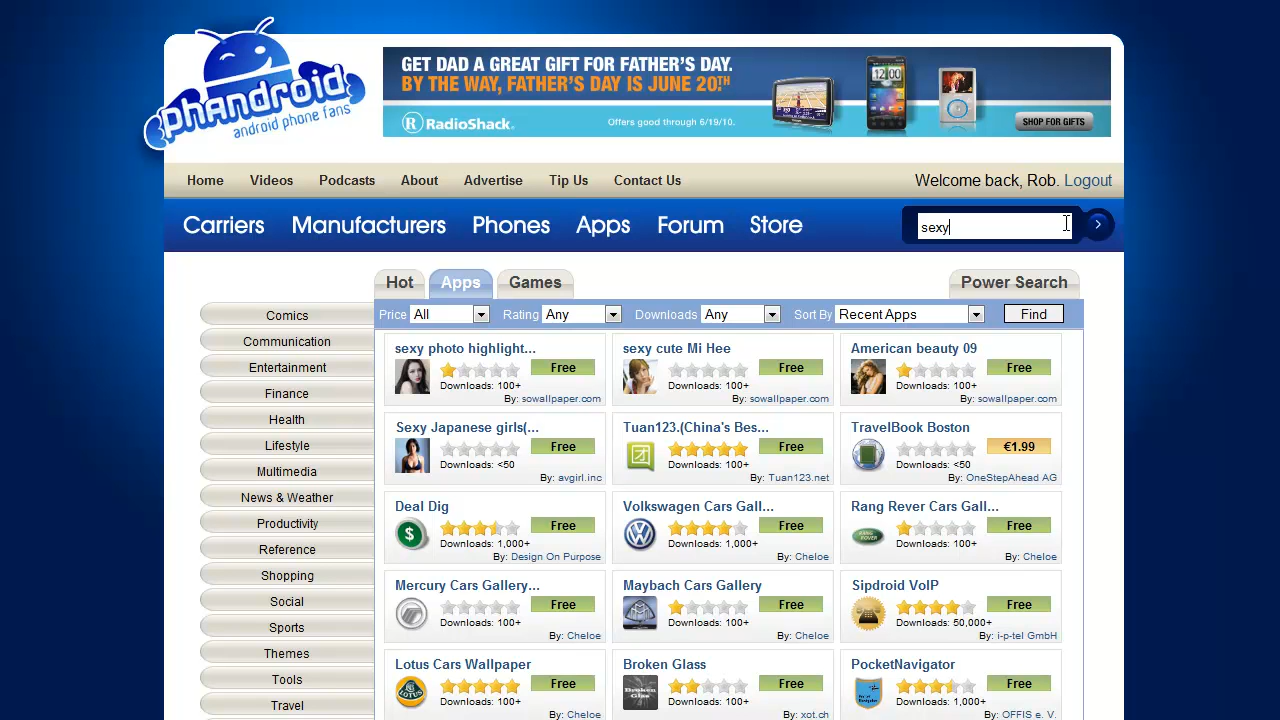 phandroid
android phone fans
GET DAD A GREAT GIFT FOR FATHER'S DAY.
BY THE WAY, FATHER'S DAY IS JUNE 20TH!
R RadioShack.
Offers good through 6/19/10.
SHOP FOR GIFTS
Home Videos Podcasts About Advertise Tip Us Contact Us
Welcome back, Rob. Logout
Carriers Manufacturers Phones Apps Forum Store
sexy
Hot Apps Games Power Search
Price All Rating Any Downloads Any Sort By Recent Apps Find
Comics
Communication
Entertainment
Finance
Health
Lifestyle
Multimedia
News & Weather
Productivity
Reference
Shopping
Social
Sports
Themes
Tools
Travel
sexy photo highlight...
Free
Downloads: 100+
By: sowallpaper.com
sexy cute Mi Hee
Free
Downloads: 100+
By: sowallpaper.com
American beauty 09
Free
Downloads: 100+
By: sowallpaper.com
Sexy Japanese girls(...
Free
Downloads: <50
By: avgirl.inc
Tuan123.(China's Bes...
团
Free
Downloads: 100+
By: Tuan123.net
TravelBook Boston
€1.99
Downloads: <50
By: OneStepAhead AG
Deal Dig
$
Free
Downloads: 1,000+
By: Design On Purpose
Volkswagen Cars Gall...
Free
Downloads: 1,000+
By: Cheloe
Rang Rever Cars Gall...
Free
Downloads: 100+
By: Cheloe
Mercury Cars Gallery...
Free
Downloads: 100+
By: Cheloe
Maybach Cars Gallery
Free
Downloads: 100+
By: Cheloe
Sipdroid VoIP
Free
Downloads: 50,000+
By: i-p-tel GmbH
Lotus Cars Wallpaper
Free
Downloads: 100+
By: Cheloe
Broken Glass
Free
Downloads: 100+
By: xot.ch
PocketNavigator
Free
Downloads: 1,000+
By: OFFIS e. V.